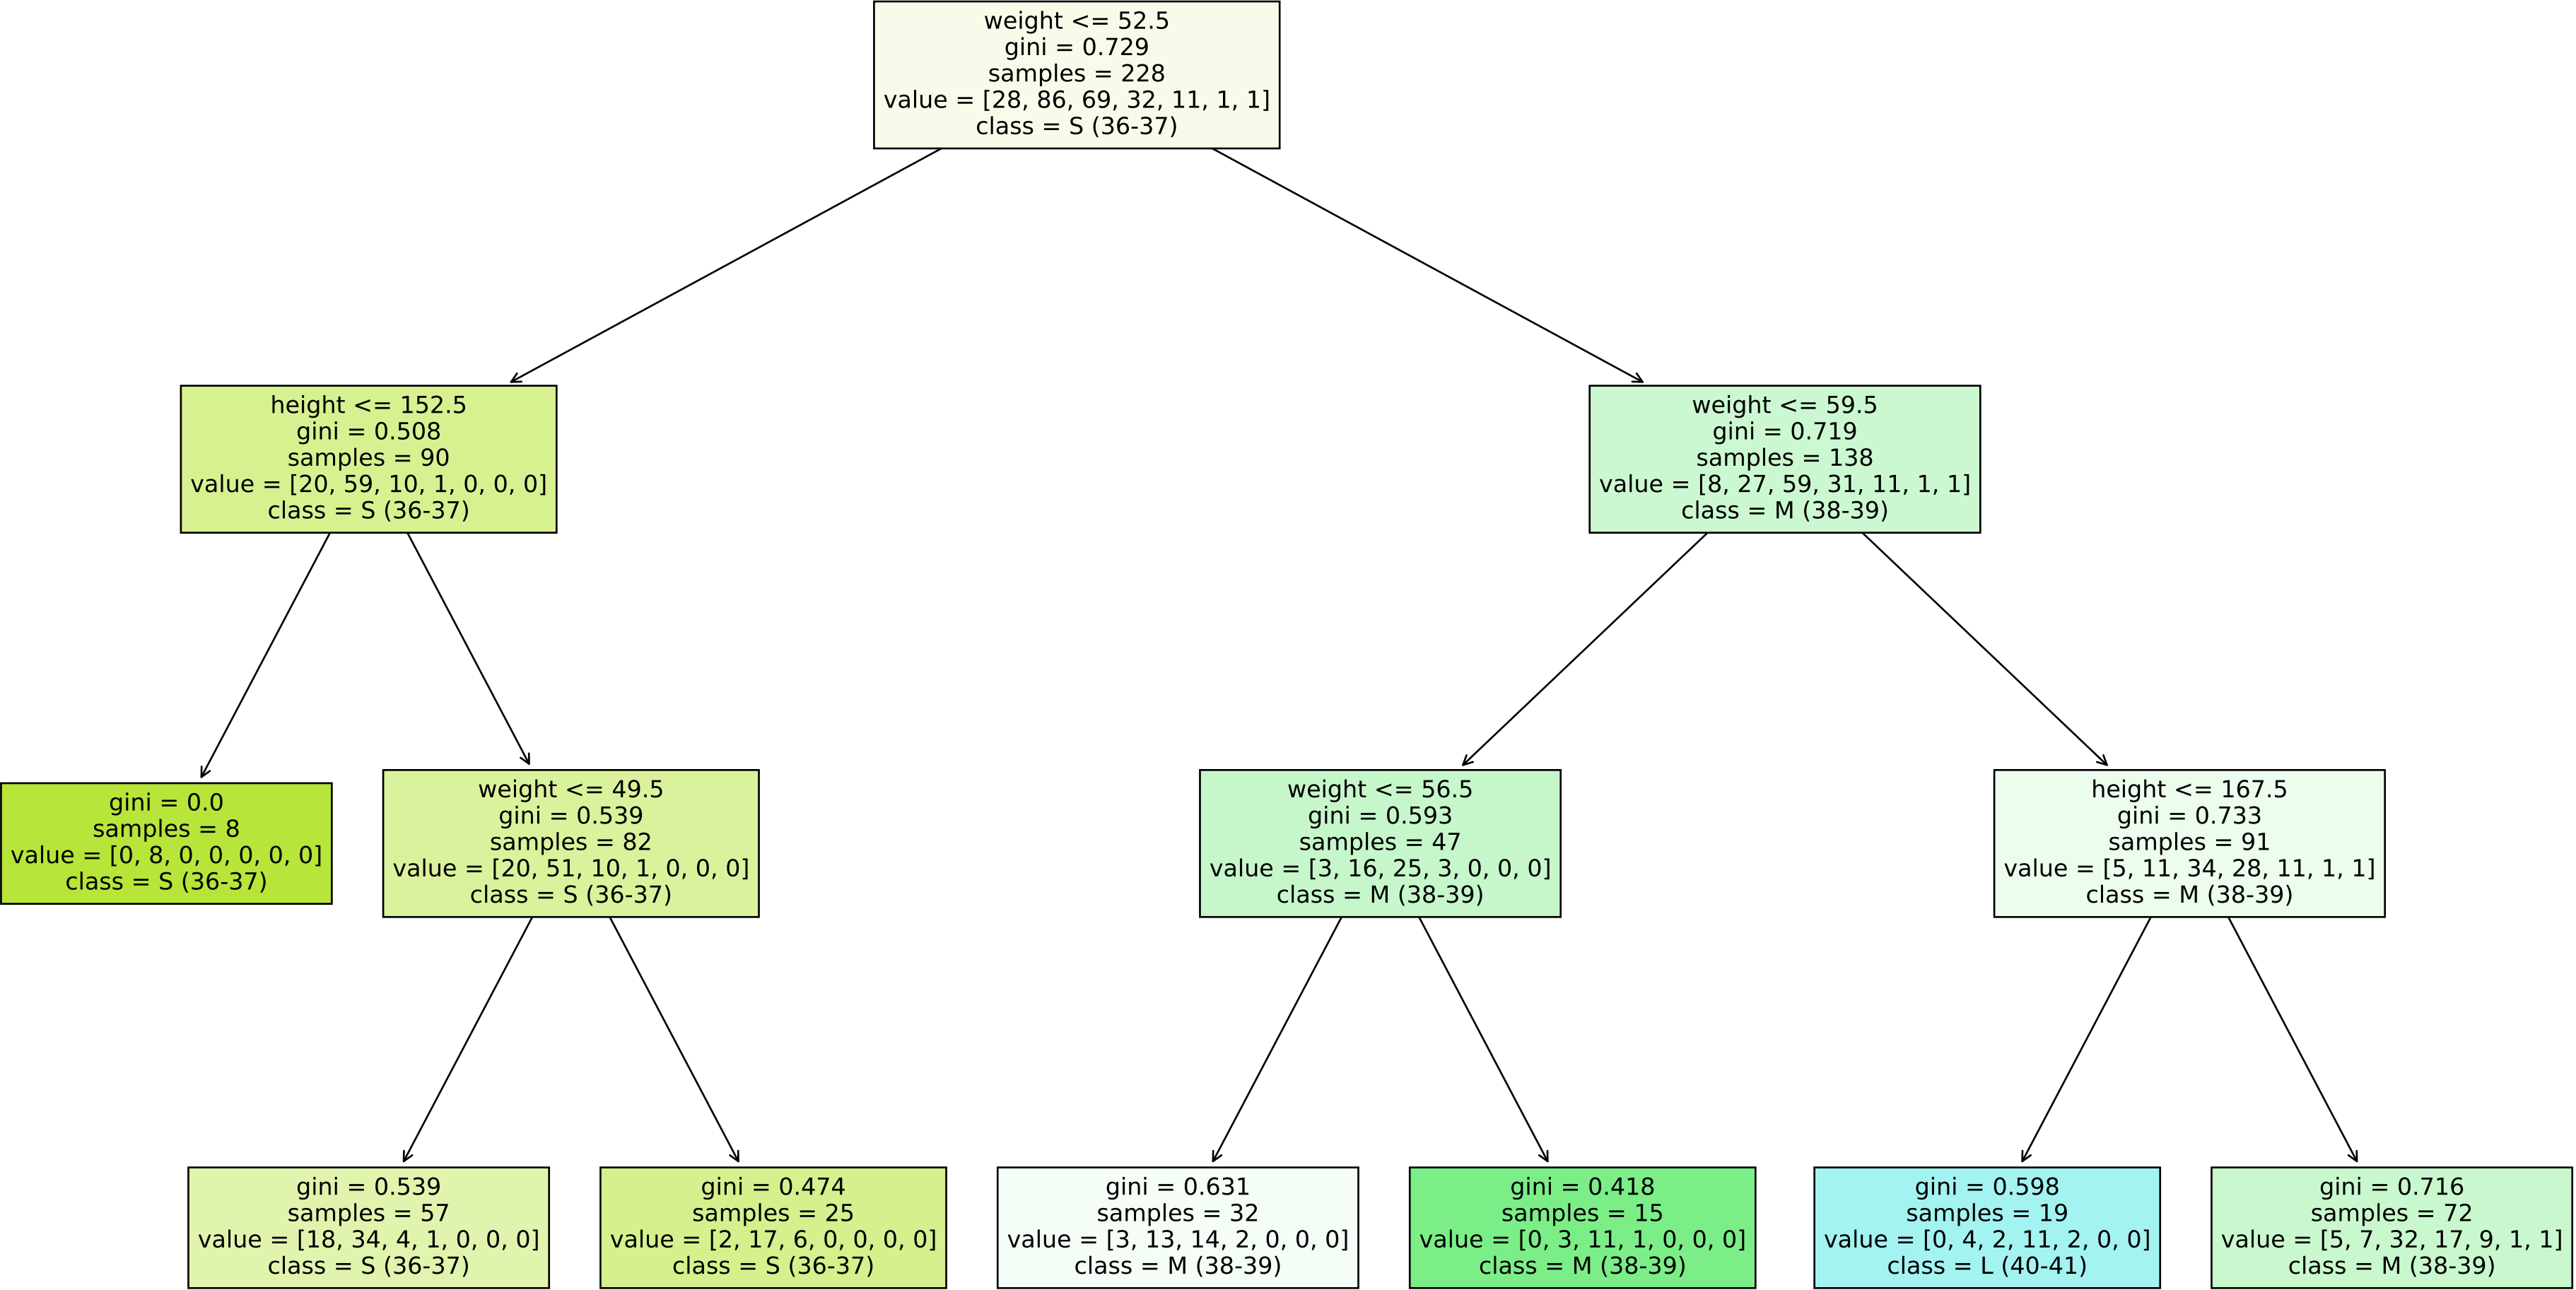 weight <= 52.5
gini = 0.729
samples = 228
value = [28, 86, 69, 32, 11, 1, 1]
class = S (36-37)
height <= 152.5
gini = 0.508
samples = 90
value = [20, 59, 10, 1, 0, 0, 0]
class = S (36-37)
weight <= 59.5
gini = 0.719
samples = 138
value = [8, 27, 59, 31, 11, 1, 1]
class = M (38-39)
gini = 0.0
samples = 8
value = [0, 8, 0, 0, 0, 0, 0]
class = S (36-37)
weight <= 49.5
gini = 0.539
samples = 82
value = [20, 51, 10, 1, 0, 0, 0]
class = S (36-37)
weight <= 56.5
gini = 0.593
samples = 47
value = [3, 16, 25, 3, 0, 0, 0]
class = M (38-39)
height <= 167.5
gini = 0.733
samples = 91
value = [5, 11, 34, 28, 11, 1, 1]
class = M (38-39)
gini = 0.539
samples = 57
value = [18, 34, 4, 1, 0, 0, 0]
class = S (36-37)
gini = 0.474
samples = 25
value = [2, 17, 6, 0, 0, 0, 0]
class = S (36-37)
gini = 0.631
samples = 32
value = [3, 13, 14, 2, 0, 0, 0]
class = M (38-39)
gini = 0.418
samples = 15
value = [0, 3, 11, 1, 0, 0, 0]
class = M (38-39)
gini = 0.598
samples = 19
value = [0, 4, 2, 11, 2, 0, 0]
class = L (40-41)
gini = 0.716
samples = 72
value = [5, 7, 32, 17, 9, 1, 1]
class = M (38-39)